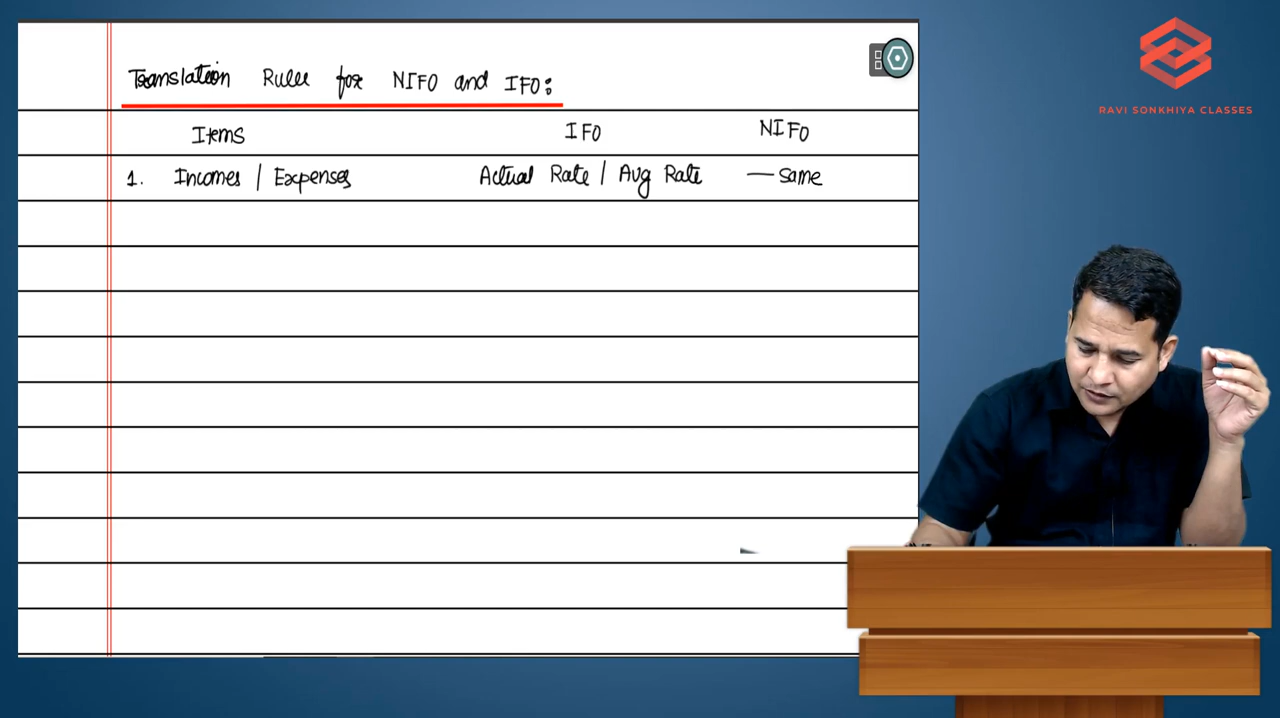 Translation Rules for NIFO and IFO:
Items IFO NIFO
1. Incomes / Expenses Actual Rate / Avg Rate — Same
RAVI SONKHIYA CLASSES